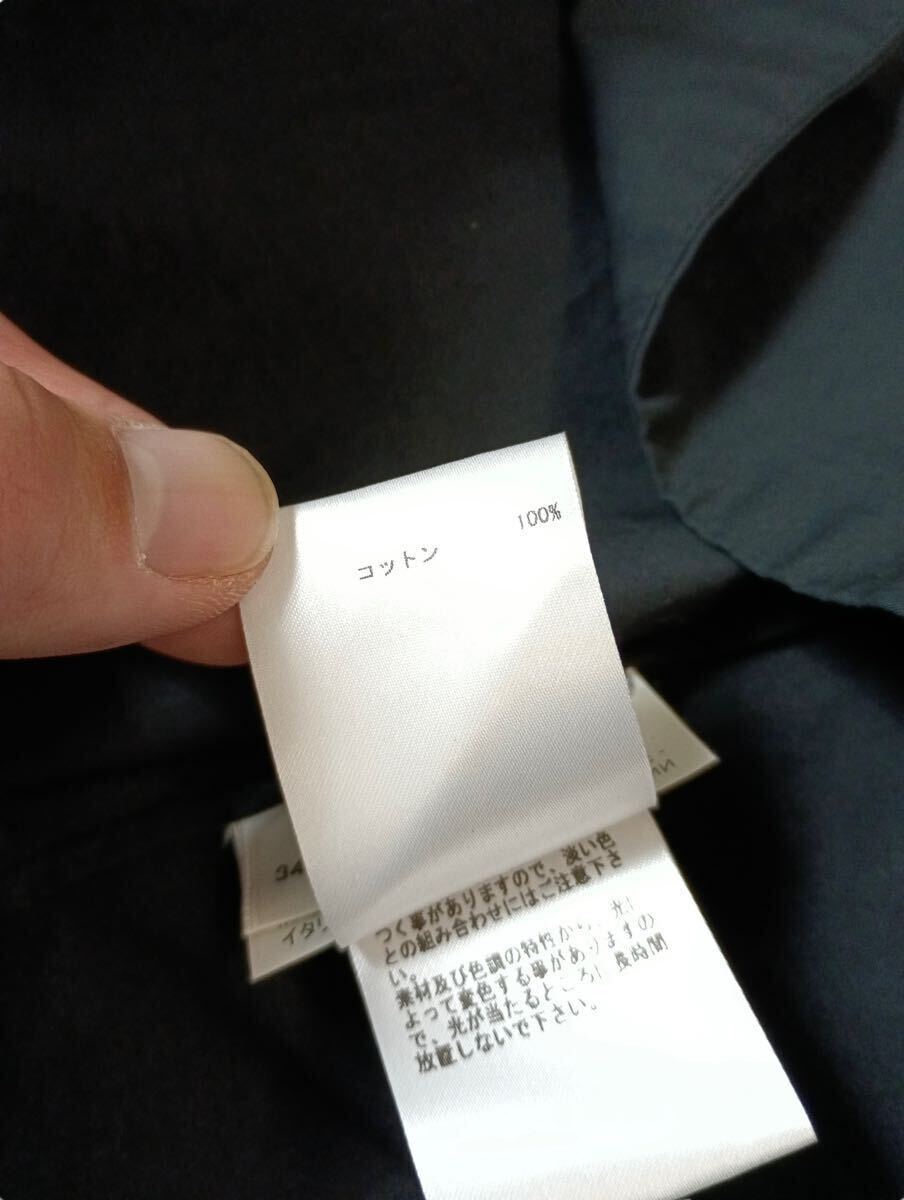 100%
コットン
つく事がありますので、淡い色
との組み合わせにはご注意下さ
い。
素材及び色調の特性から、光に
よって変色する事がありますの
で、光が当たるところに長時間
放置しないで下さい。
34
イタリ